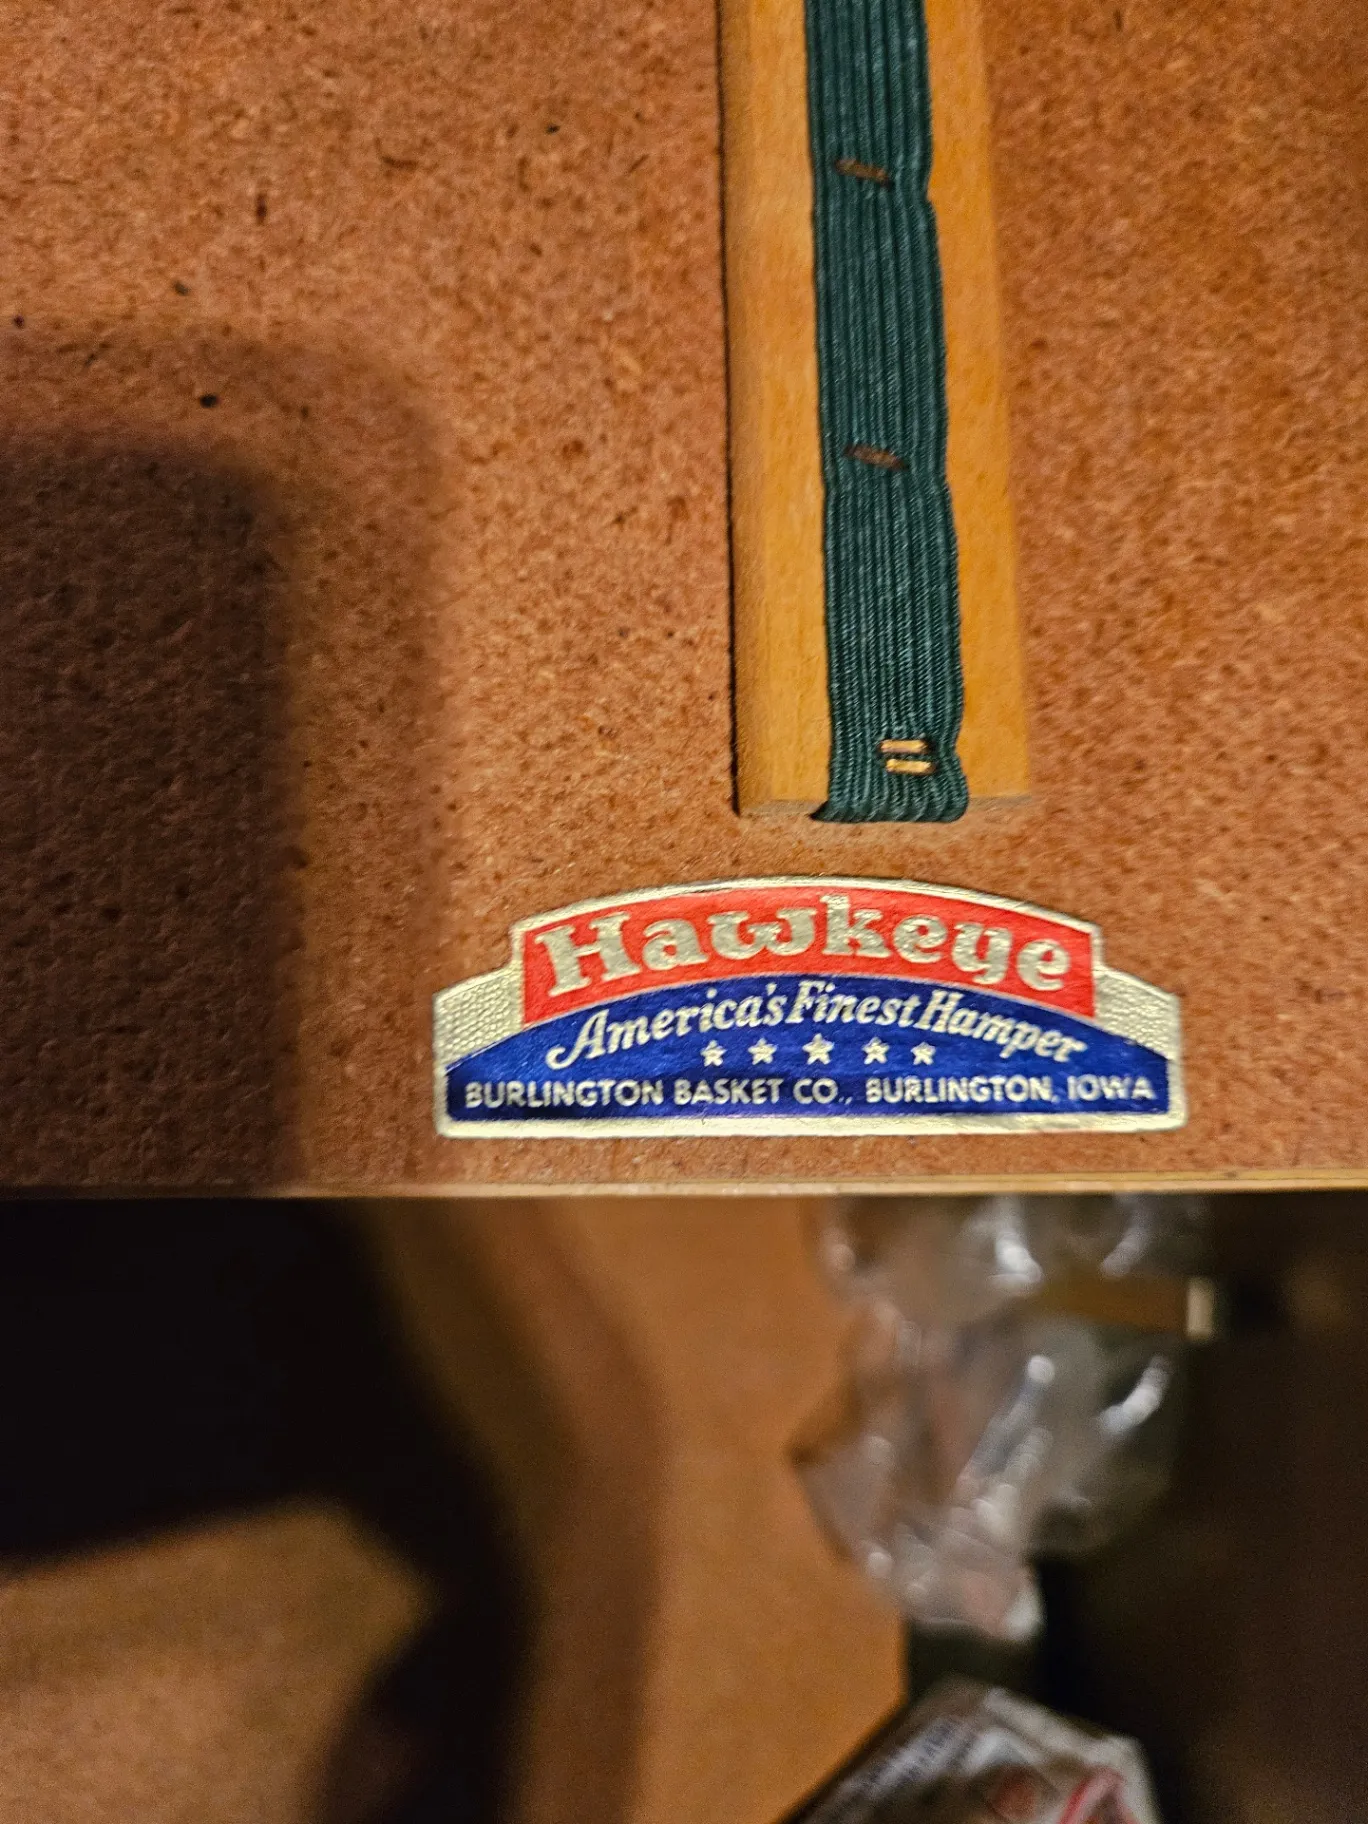 Hawkeye
America's Finest Hamper
BURLINGTON BASKET CO., BURLINGTON, IOWA